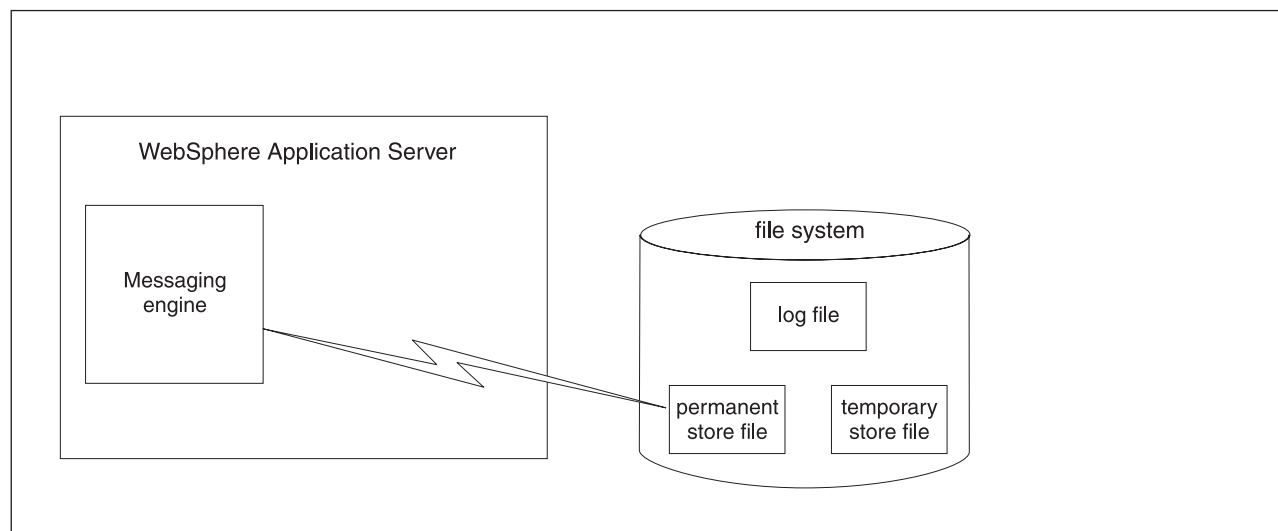 WebSphere Application Server
Messaging
engine
file system
log file
permanent
store file
temporary
store file